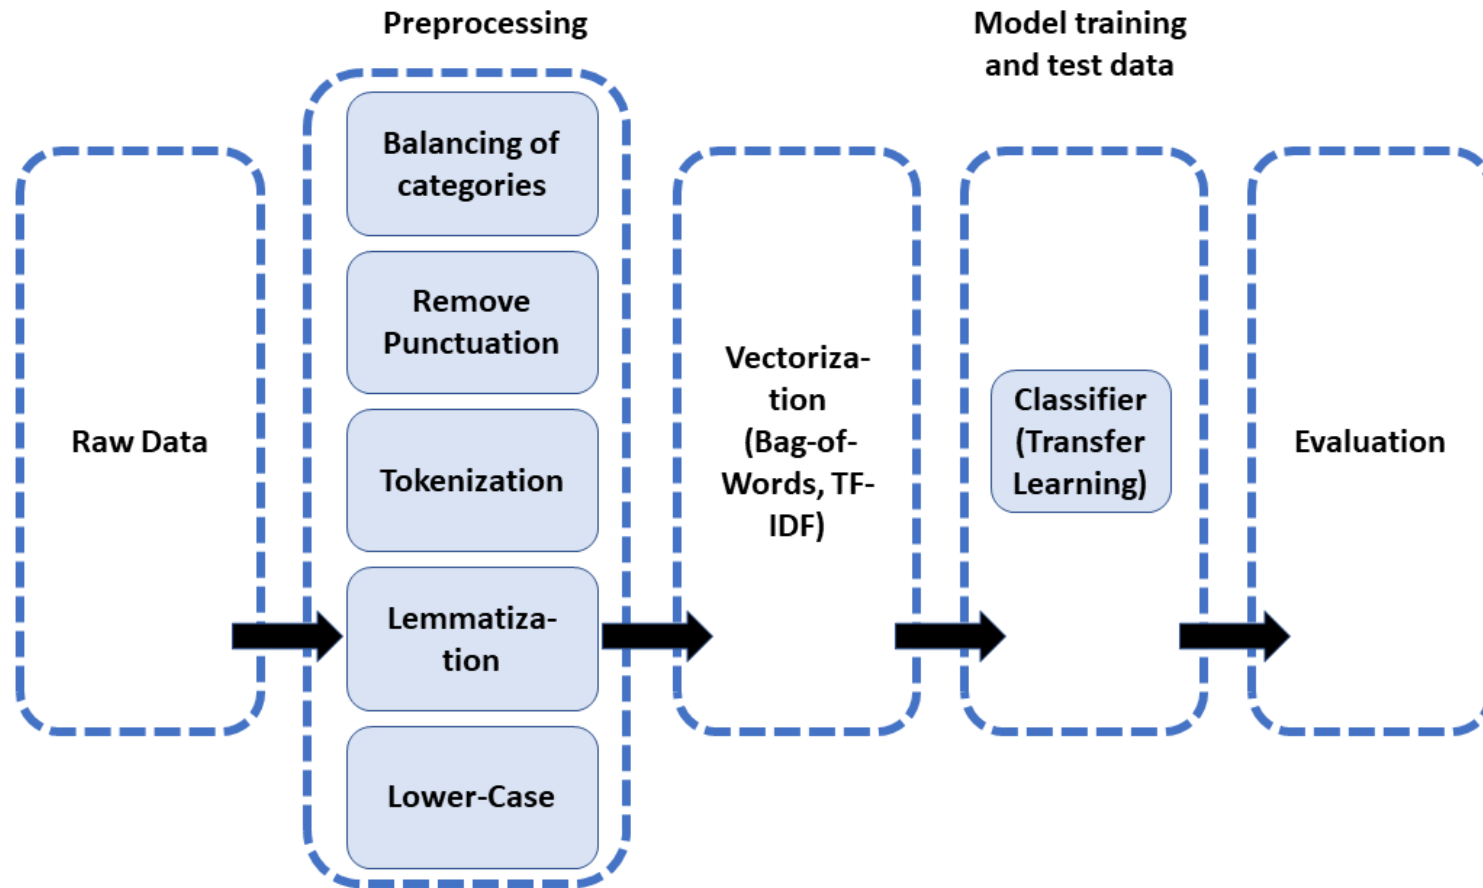 Preprocessing
Model training
and test data
Raw Data
Balancing of
categories
Remove
Punctuation
Tokenization
Lemmatiza-
tion
Lower-Case
Vectoriza-
tion
(Bag-of-
Words, TF-
IDF)
Classifier
(Transfer
Learning)
Evaluation